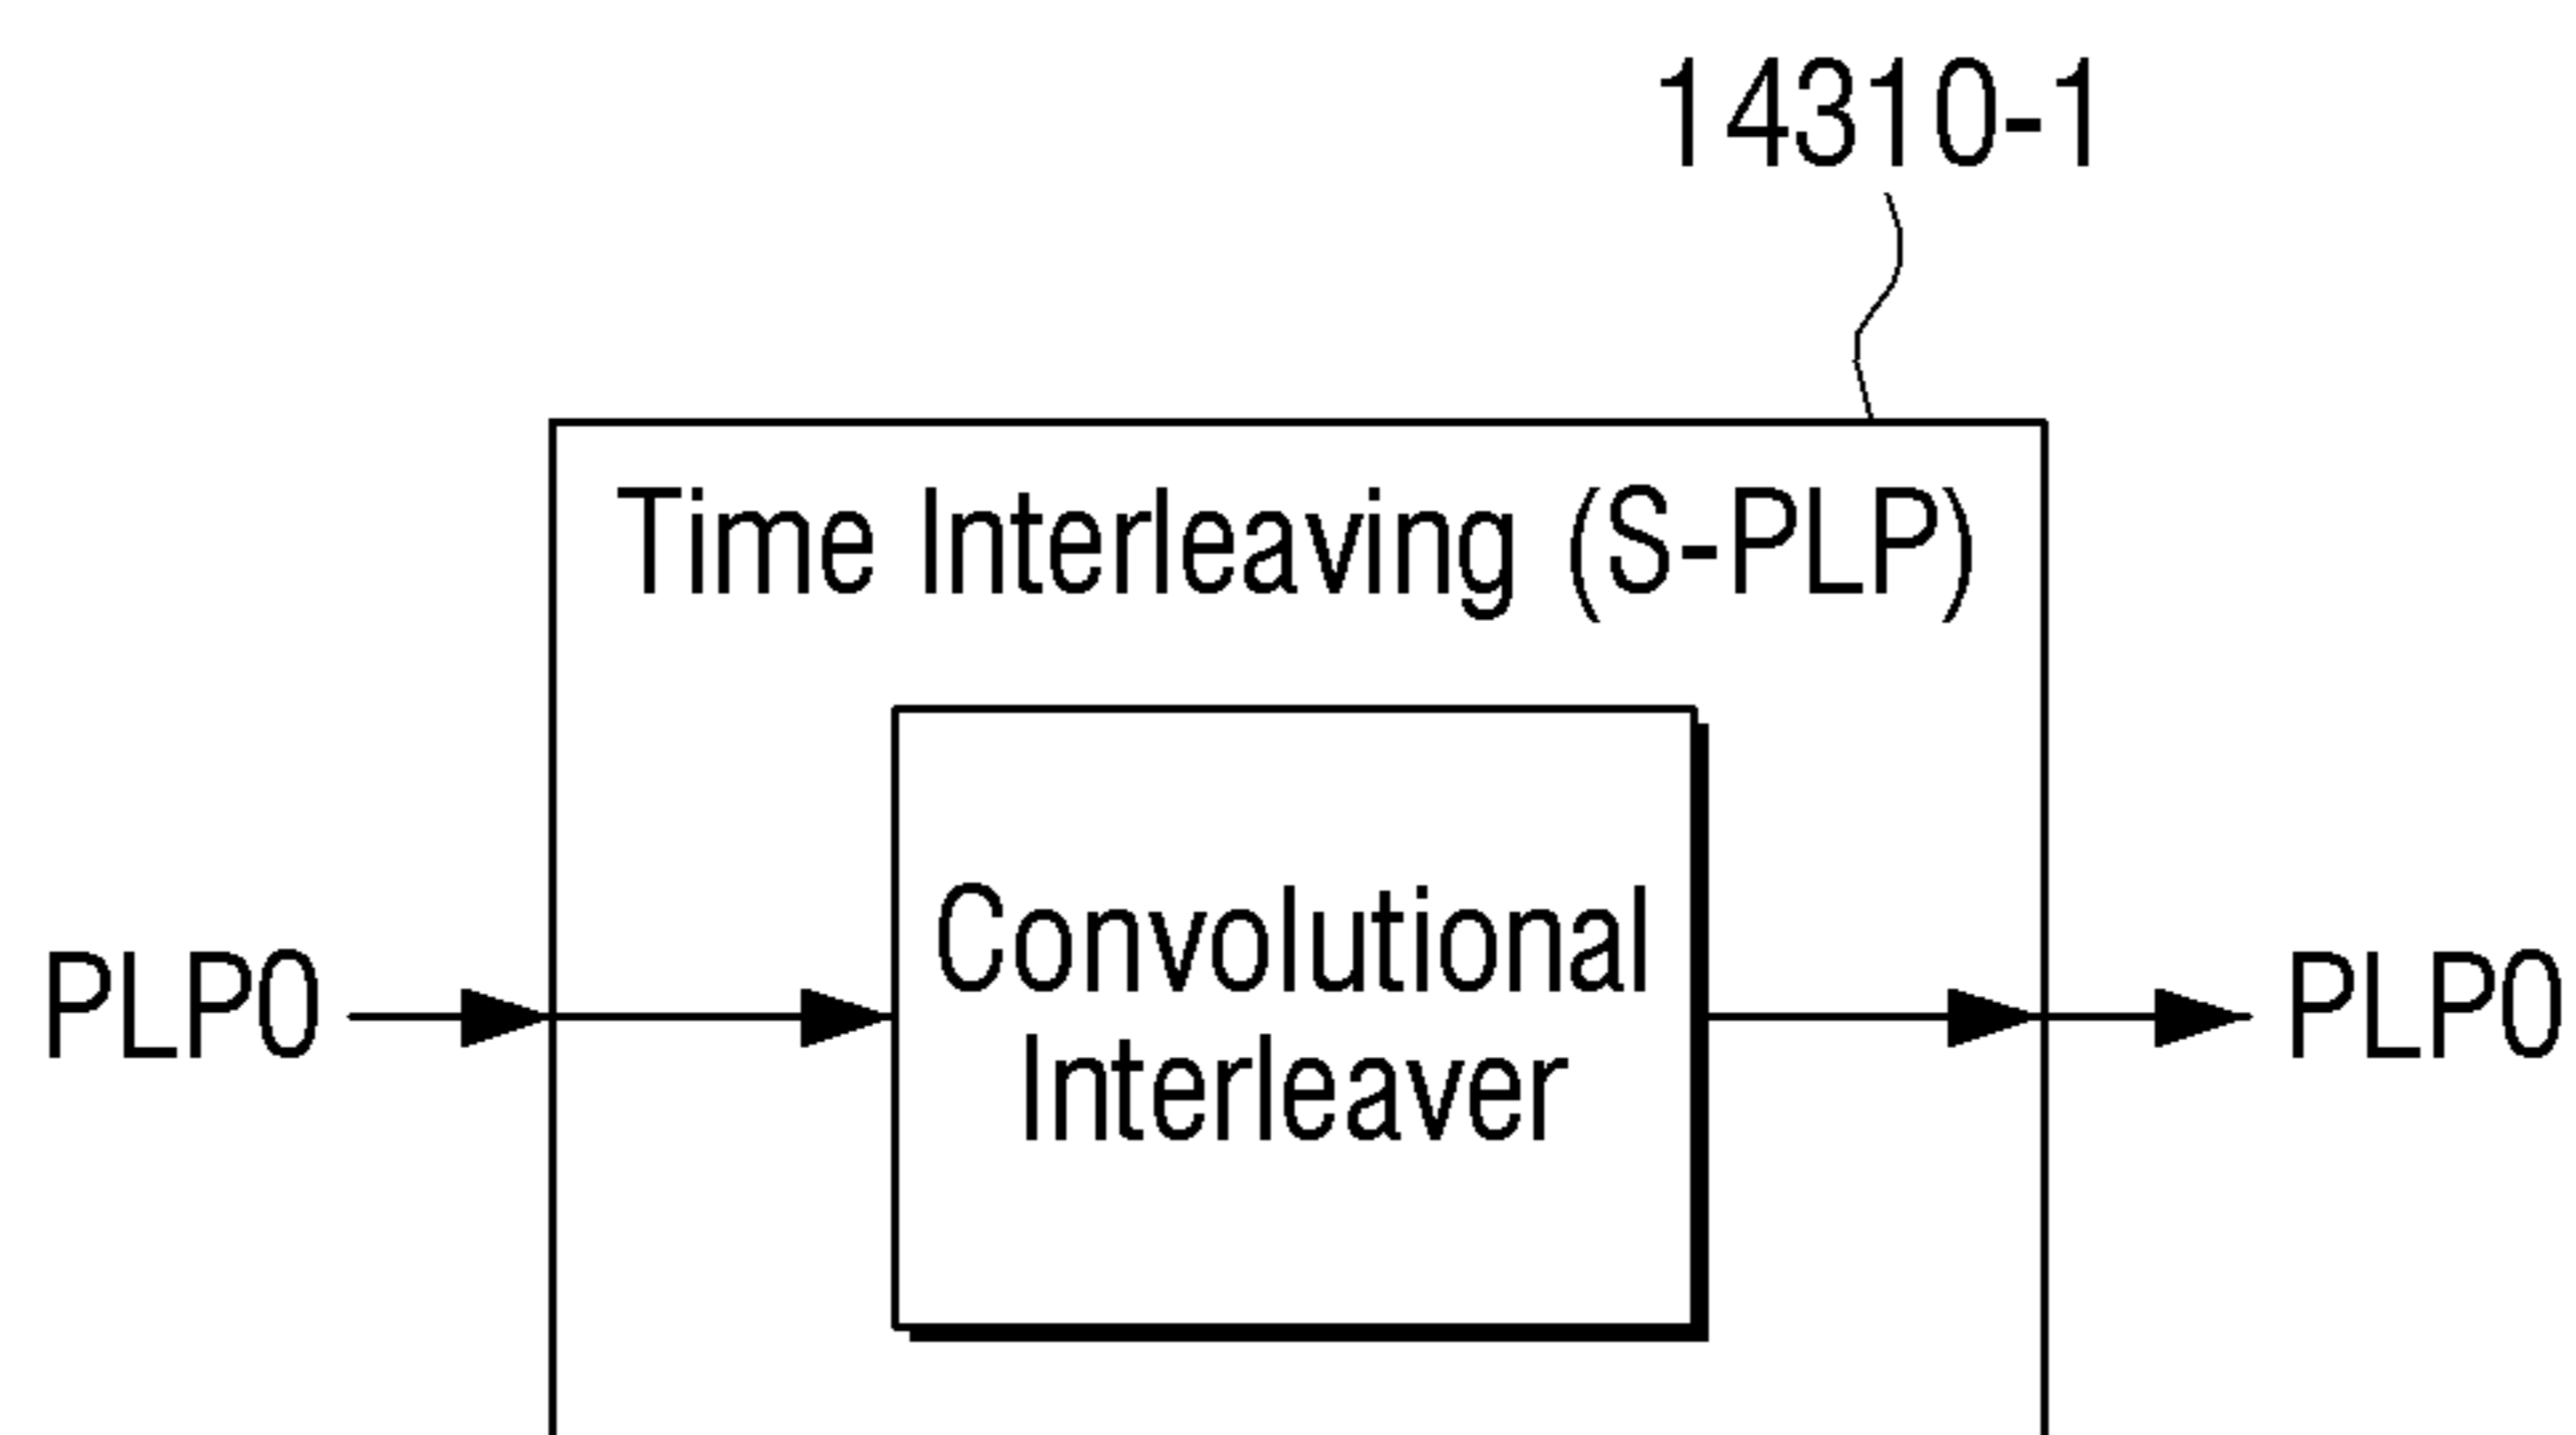 14310-1
Time Interleaving (S-PLP)
Convolutional
Interleaver
PLP0
PLP0